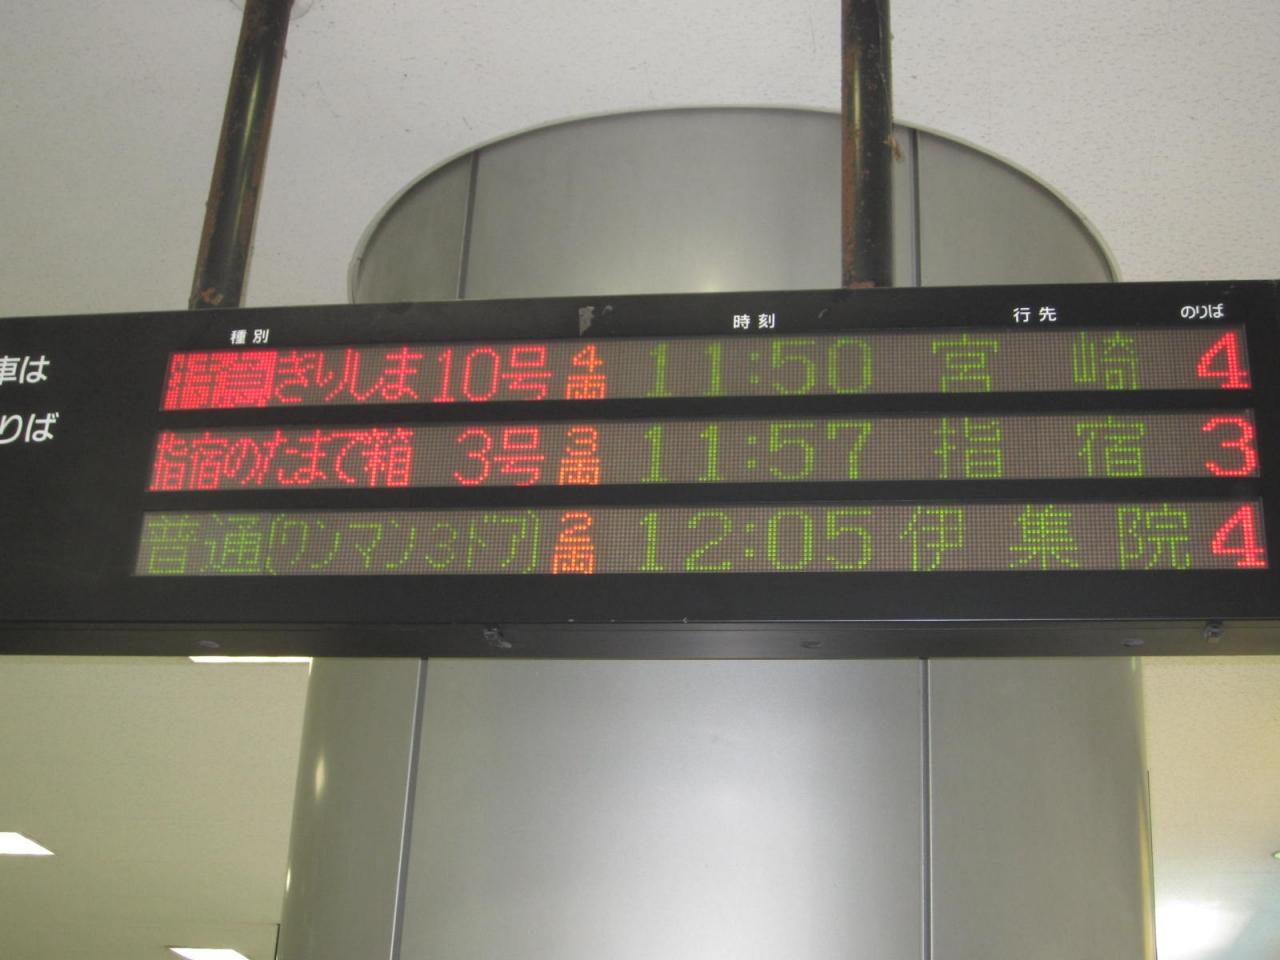 種別 時刻 行先 のりば
車は
りば
特急きりしま10号 4両 11:50 宮崎 4
指宿のたまて箱 3号 3両 11:57 指宿 3
普通(ワンマン3ドア) 2両 12:05 伊集院 4